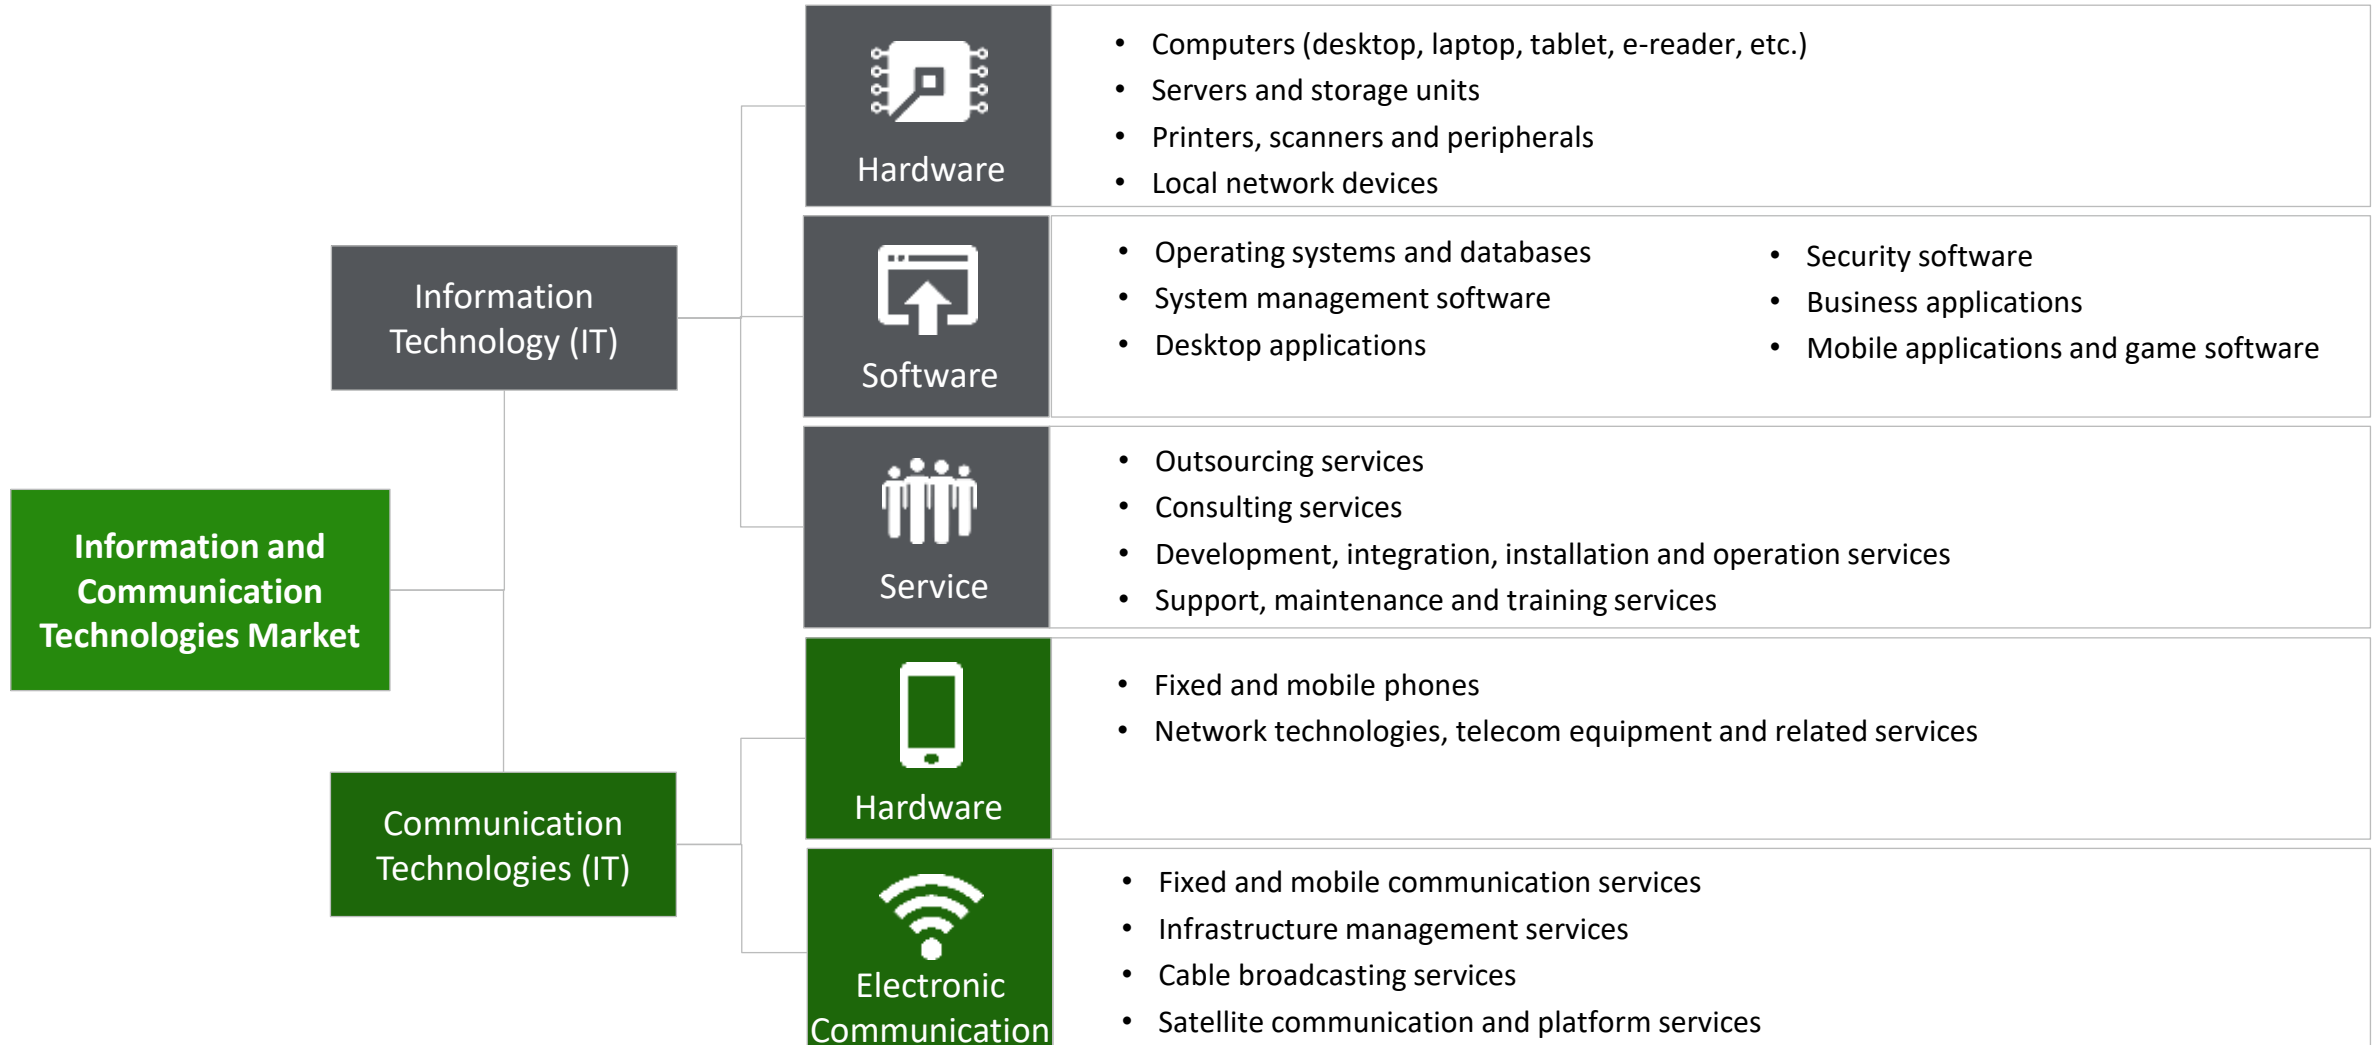 Information and
Communication
Technologies Market
Information
Technology (IT)
Hardware
• Computers (desktop, laptop, tablet, e-reader, etc.)
• Servers and storage units
• Printers, scanners and peripherals
• Local network devices
Software
• Operating systems and databases
• System management software
• Desktop applications
• Security software
• Business applications
• Mobile applications and game software
Service
• Outsourcing services
• Consulting services
• Development, integration, installation and operation services
• Support, maintenance and training services
Communication
Technologies (IT)
Hardware
• Fixed and mobile phones
• Network technologies, telecom equipment and related services
Electronic
Communication
• Fixed and mobile communication services
• Infrastructure management services
• Cable broadcasting services
• Satellite communication and platform services